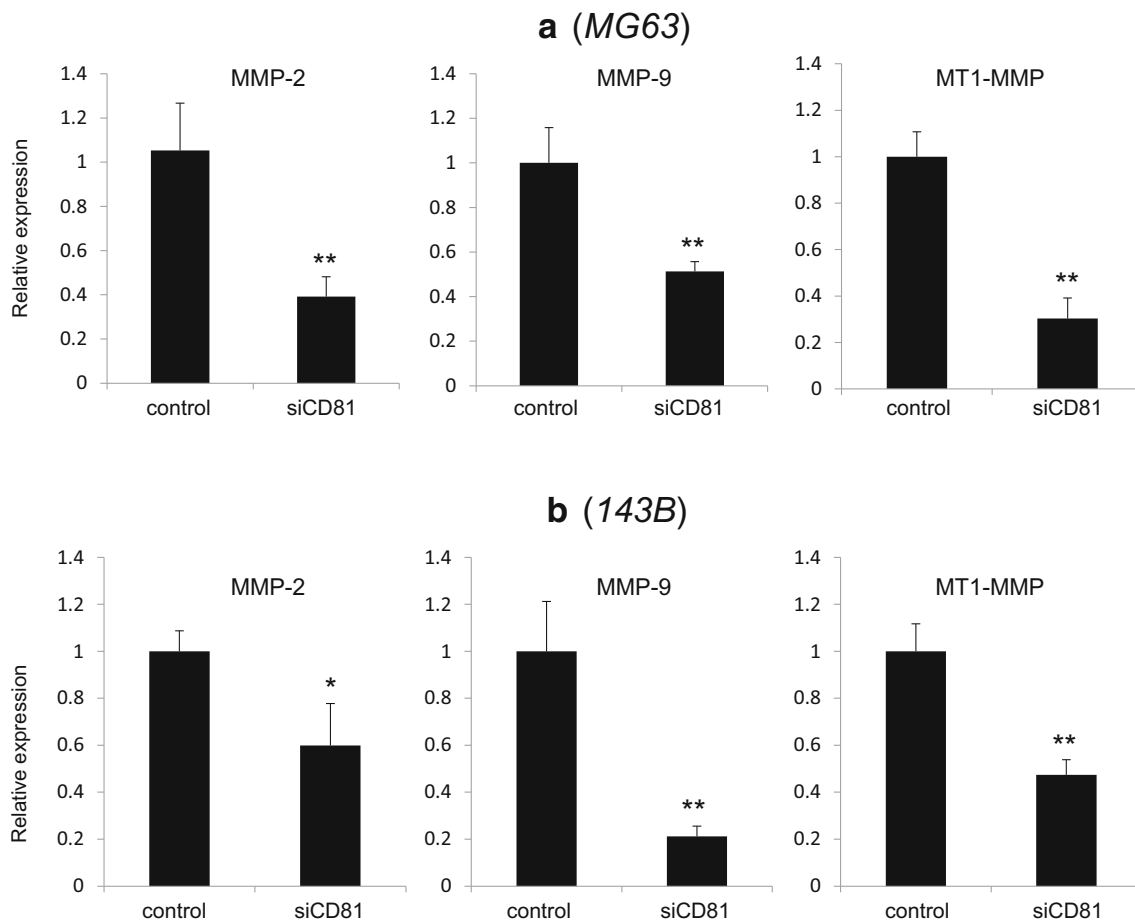 a (MG63)
MMP-2
MMP-9
MT1-MMP
Relative expression
1.4
1.2
1
0.8
0.6
0.4
0.2
0
**
control
siCD81
1.4
1.2
1
0.8
0.6
0.4
0.2
0
**
control
siCD81
1.4
1.2
1
0.8
0.6
0.4
0.2
0
**
control
siCD81
b (143B)
MMP-2
MMP-9
MT1-MMP
Relative expression
1.4
1.2
1
0.8
0.6
0.4
0.2
0
*
control
siCD81
1.4
1.2
1
0.8
0.6
0.4
0.2
0
**
control
siCD81
1.4
1.2
1
0.8
0.6
0.4
0.2
0
**
control
siCD81